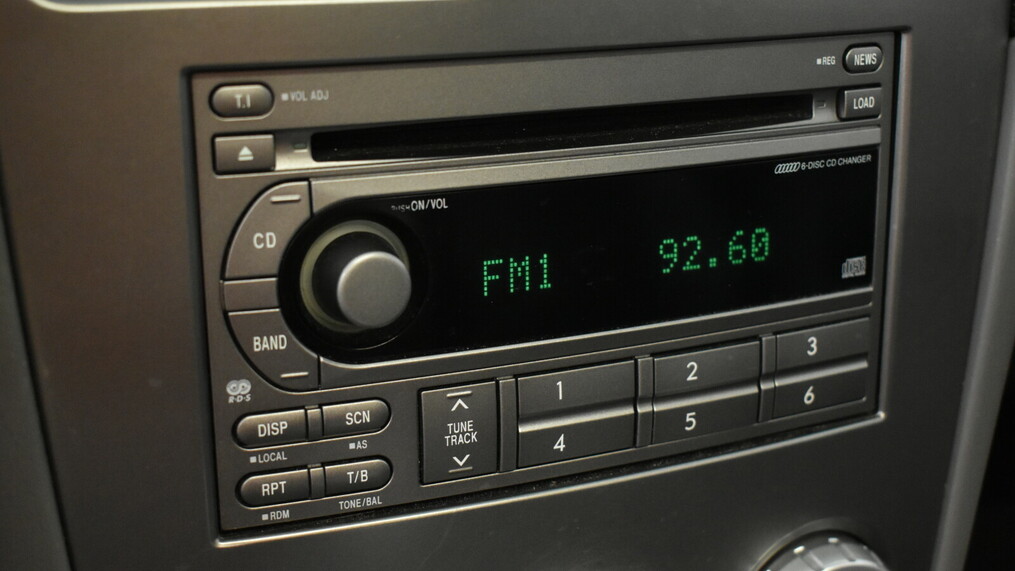 REG NEWS
T.I VOL ADJ
LOAD
6-DISC CD CHANGER
ON/VOL
CD
FM1 92.60
BAND
R·D·S
DISP SCN
LOCAL AS
RPT T/B
RDM TONE/BAL
TUNE
TRACK
1 2 3
4 5 6